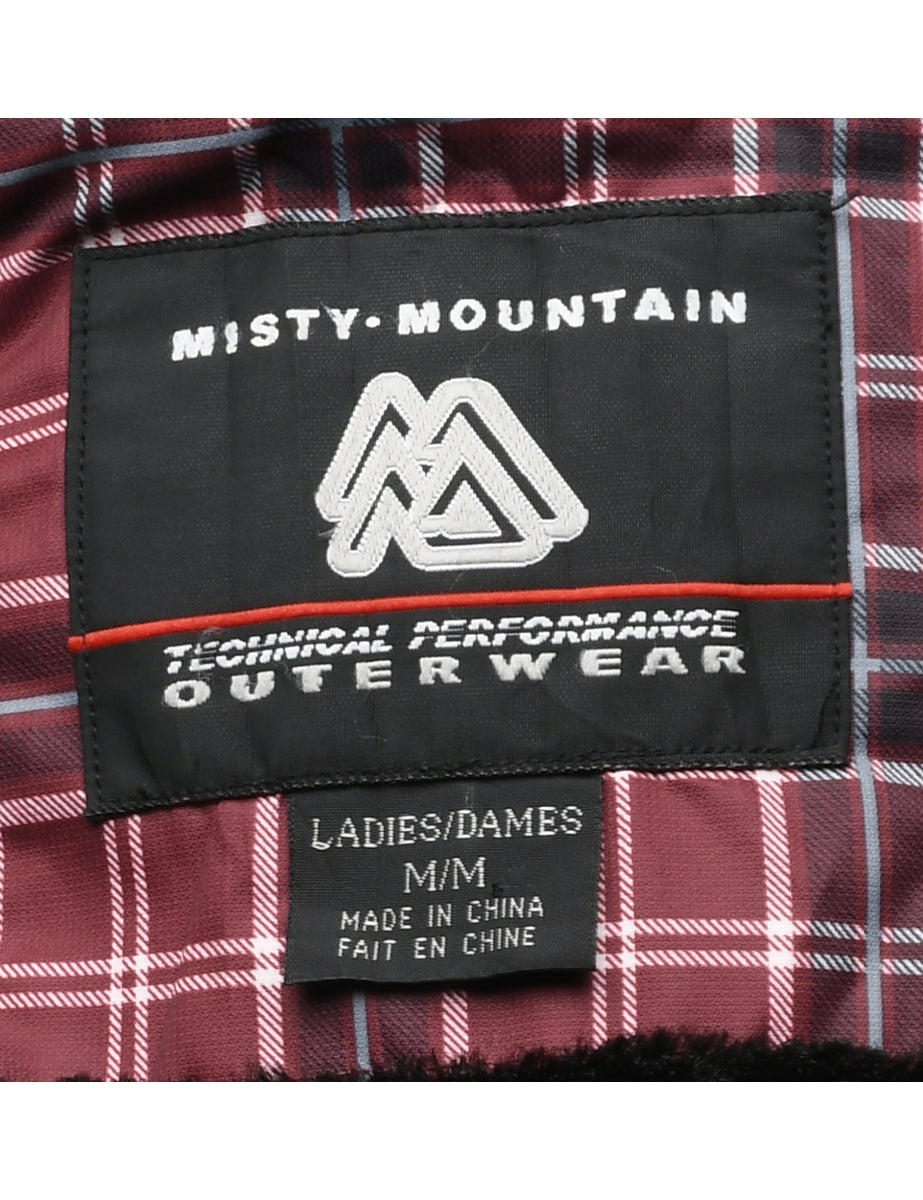 MISTY•MOUNTAIN
TECHNICAL PERFORMANCE
OUTERWEAR
LADIES/DAMES
M/M
MADE IN CHINA
FAIT EN CHINE